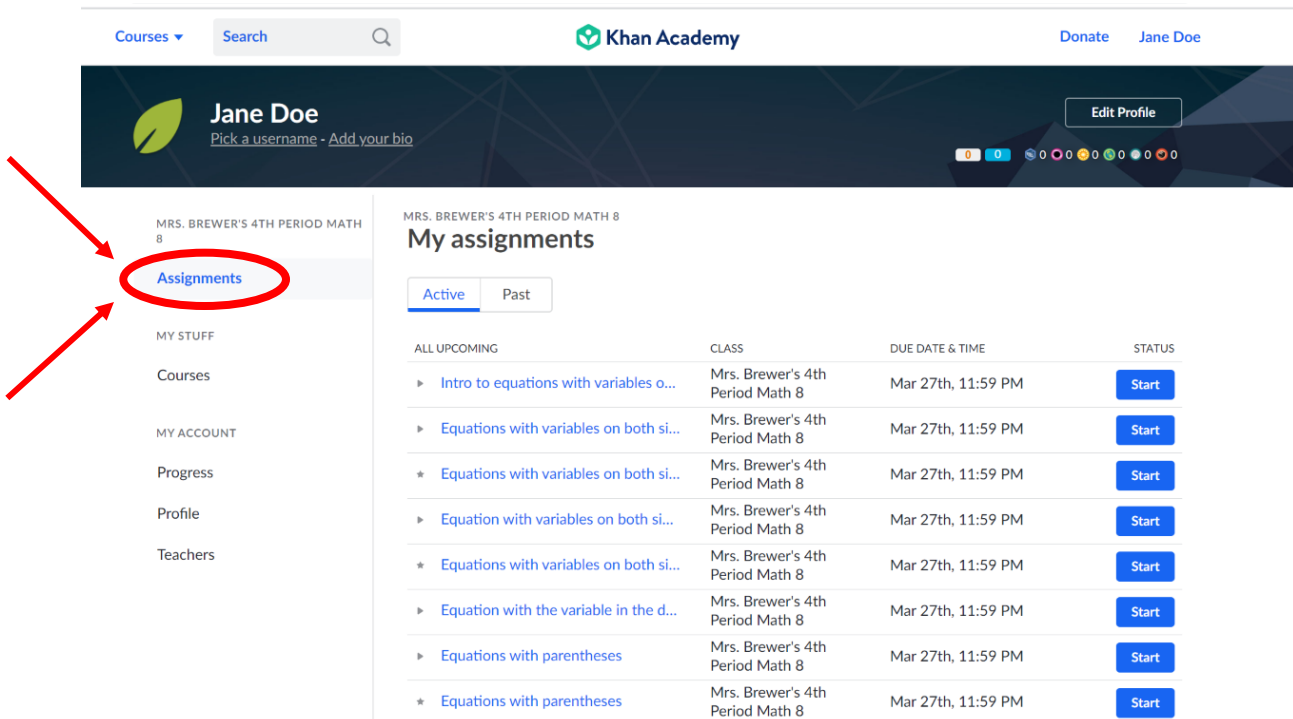 Courses Search Khan Academy Donate Jane Doe
Jane Doe
Pick a username - Add your bio
Edit Profile
0 0 0 0 0 0 0 0
MRS. BREWER'S 4TH PERIOD MATH
8
Assignments
MY STUFF
Courses
MY ACCOUNT
Progress
Profile
Teachers
MRS. BREWER'S 4TH PERIOD MATH 8
My assignments
Active Past
ALL UPCOMING CLASS DUE DATE & TIME STATUS
Intro to equations with variables o... Mrs. Brewer's 4th Period Math 8 Mar 27th, 11:59 PM Start
Equations with variables on both si... Mrs. Brewer's 4th Period Math 8 Mar 27th, 11:59 PM Start
Equations with variables on both si... Mrs. Brewer's 4th Period Math 8 Mar 27th, 11:59 PM Start
Equation with variables on both si... Mrs. Brewer's 4th Period Math 8 Mar 27th, 11:59 PM Start
Equations with variables on both si... Mrs. Brewer's 4th Period Math 8 Mar 27th, 11:59 PM Start
Equation with the variable in the d... Mrs. Brewer's 4th Period Math 8 Mar 27th, 11:59 PM Start
Equations with parentheses Mrs. Brewer's 4th Period Math 8 Mar 27th, 11:59 PM Start
Equations with parentheses Mrs. Brewer's 4th Period Math 8 Mar 27th, 11:59 PM Start